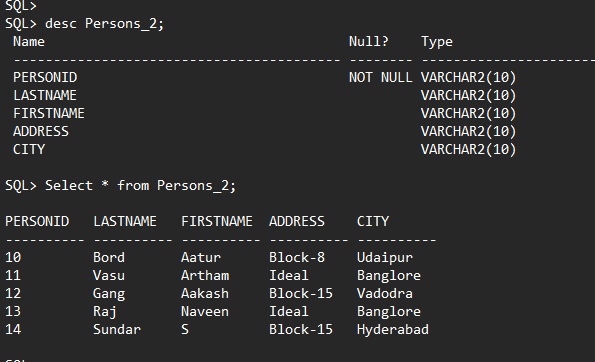 SQL>
SQL> desc Persons_2;
Name Null? Type
----------------------------------------- -------- ----------------------
PERSONID NOT NULL VARCHAR2(10)
LASTNAME VARCHAR2(10)
FIRSTNAME VARCHAR2(10)
ADDRESS VARCHAR2(10)
CITY VARCHAR2(10)
SQL> Select * from Persons_2;
PERSONID LASTNAME FIRSTNAME ADDRESS CITY
---------- ---------- ---------- ---------- ----------
10 Bord Aatur Block-8 Udaipur
11 Vasu Artham Ideal Banglore
12 Gang Aakash Block-15 Vadodra
13 Raj Naveen Ideal Banglore
14 Sundar S Block-15 Hyderabad